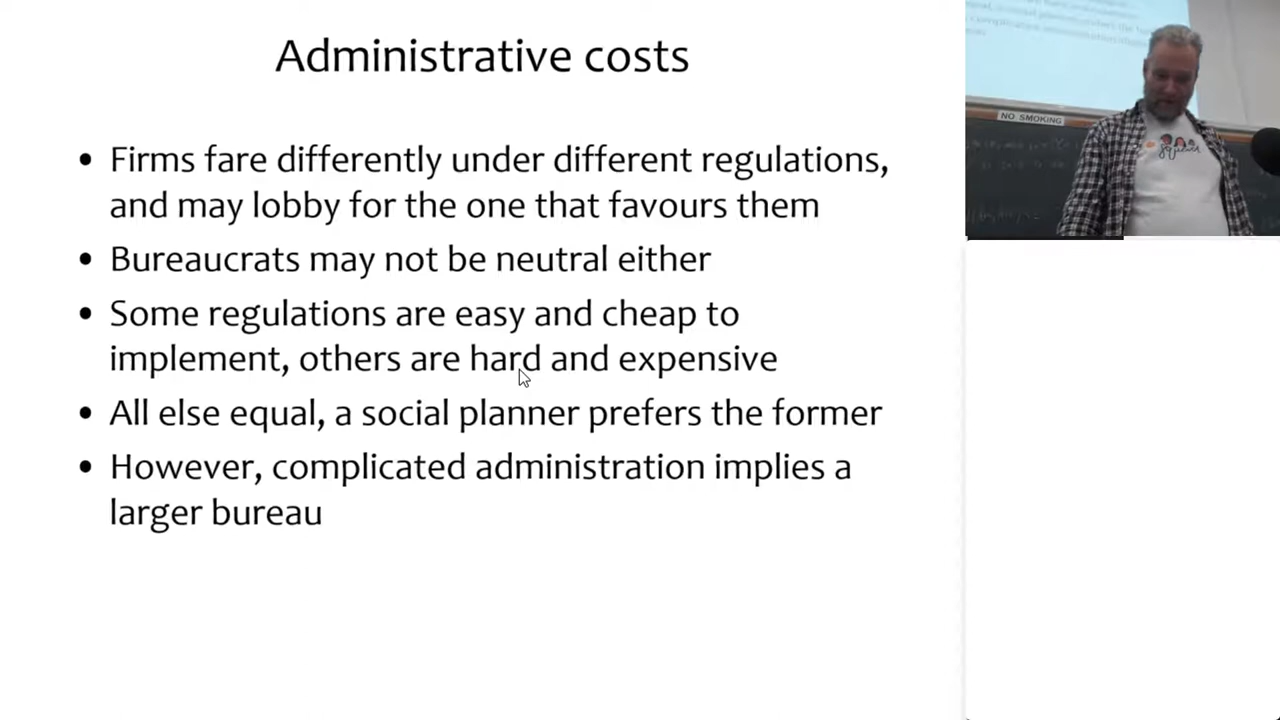 Administrative costs
• Firms fare differently under different regulations,
and may lobby for the one that favours them
• Bureaucrats may not be neutral either
• Some regulations are easy and cheap to
implement, others are hard and expensive
• All else equal, a social planner prefers the former
• However, complicated administration implies a
larger bureau
NO SMOKING